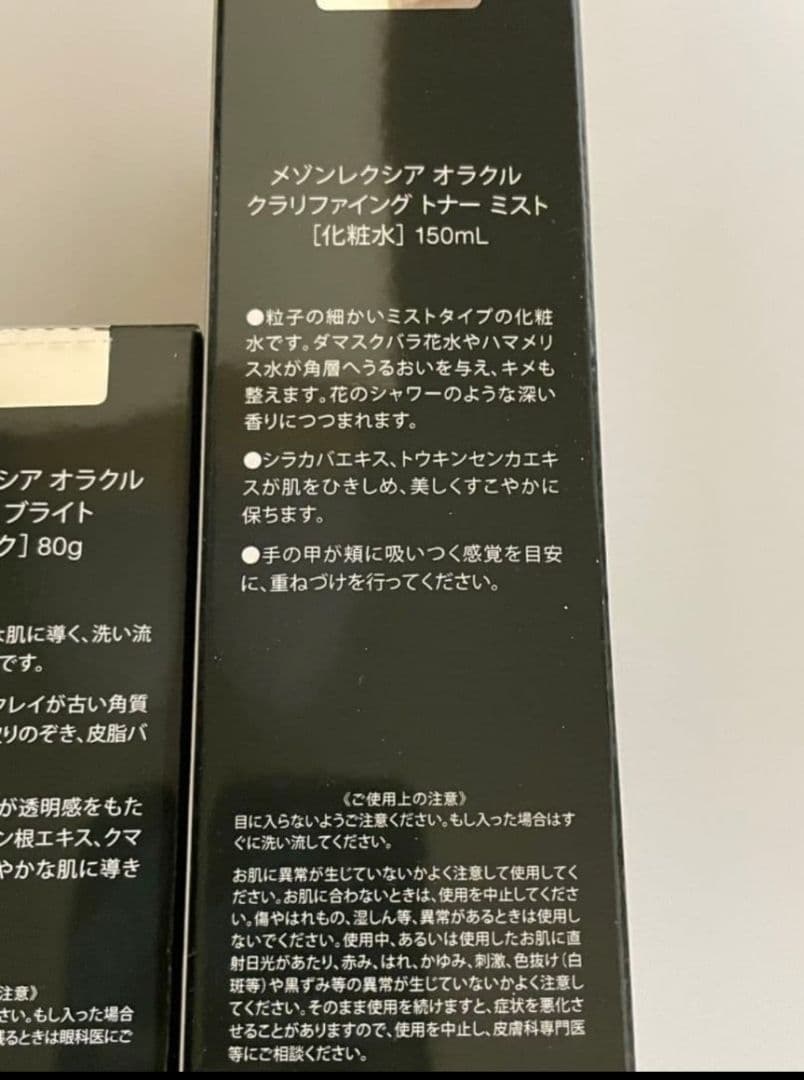 メゾンレクシア オラクル
クラリファイング トナー ミスト
［化粧水］ 150mL
●粒子の細かいミストタイプの化粧
水です。ダマスクバラ花水やハマメリ
ス水が角層へうるおいを与え、キメも
整えます。花のシャワーのような深い
香りにつつまれます。
●シラカバエキス、トウキンセンカエキ
スが肌をひきしめ、美しくすこやかに
保ちます。
●手の甲が頬に吸いつく感覚を目安
に、重ねづけを行ってください。
《ご使用上の注意》
目に入らないようご注意ください。もし入った場合はす
ぐに洗い流してください。
お肌に異常が生じていないかよく注意して使用してく
ださい。お肌に合わないときは、使用を中止してくださ
い。傷やはれもの、湿しん等、異常があるときは使用し
ないでください。使用中、あるいは使用したお肌に直
射日光があたり、赤み、はれ、かゆみ、刺激、色抜け（白
斑等）や黒ずみ等の異常が生じていないかよく注意し
てください。そのまま使用を続けますと、症状を悪化さ
せることがありますので、使用を中止し、皮膚科専門医
等にご相談ください。
シア オラクル
ブライト
ク］ 80g
な肌に導く、洗い流
です。
クレイが古い角質
りのぞき、皮脂バ
が透明感をもた
ン根エキス、クマ
やかな肌に導き
注意》
さい。もし入った場合
残るときは眼科医にご